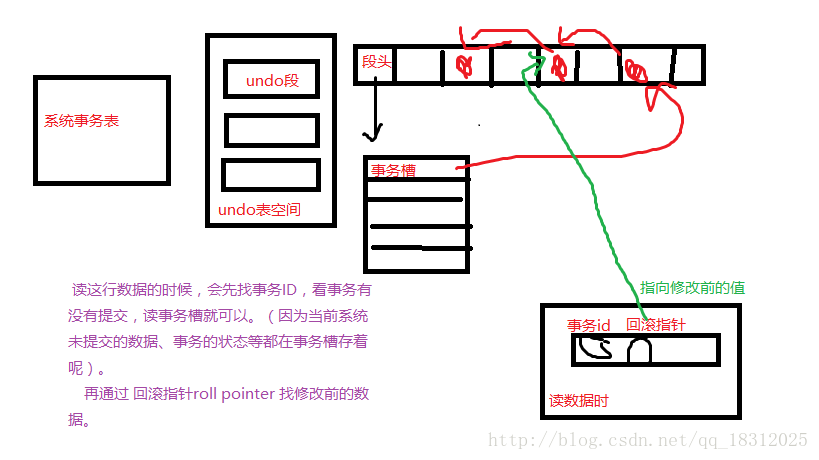 段头
undo段
系统事务表
事务槽
undo表空间
读这行数据的时候，会先找事务ID，看事务有
没有提交，读事务槽就可以。（因为当前系统
未提交的数据、事务的状态等都在事务槽存着
呢）。
再通过 回滚指针roll pointer 找修改前的数
据。
指向修改前的值
事务id 回滚指针
读数据时
http://blog.csdn.net/qq_18312025